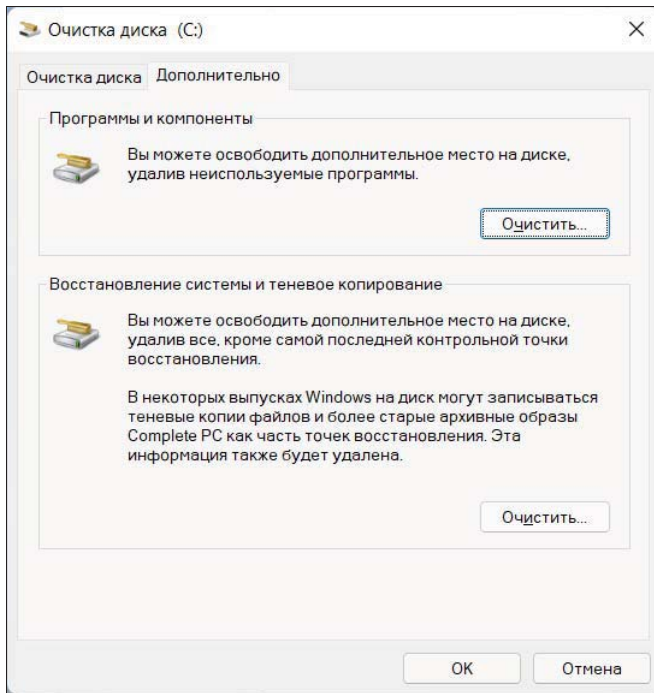 Очистка диска (C:)
Очистка диска
Дополнительно
Программы и компоненты
Вы можете освободить дополнительное место на диске,
удалив неиспользуемые программы.
Очистить...
Восстановление системы и теневое копирование
Вы можете освободить дополнительное место на диске,
удалив все, кроме самой последней контрольной точки
восстановления.
В некоторых выпусках Windows на диск могут записываться
теневые копии файлов и более старые архивные образы
Complete PC как часть точек восстановления. Эта
информация также будет удалена.
Очистить...
OK
Отмена